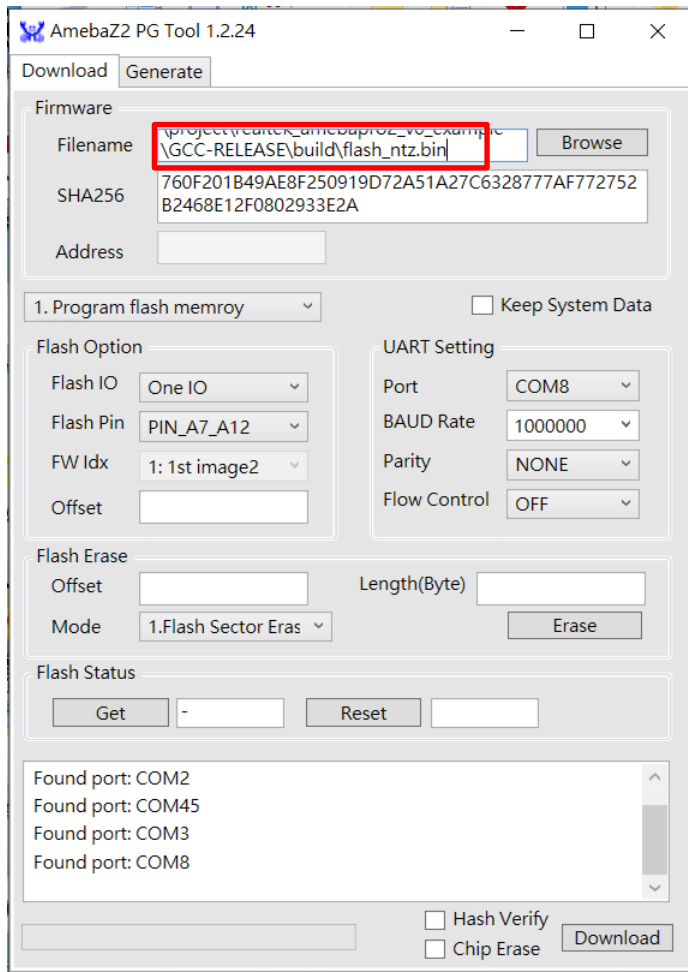 AmebaZ2 PG Tool 1.2.24
Download Generate
Firmware
Filename \project\realtek_amebapro2_v0_example Browse
\GCC-RELEASE\build\flash_ntz.bin
SHA256 760F201B49AE8F250919D72A51A27C6328777AF772752
B2468E12F0802933E2A
Address
1. Program flash memroy Keep System Data
Flash Option UART Setting
Flash IO One IO Port COM8
Flash Pin PIN_A7_A12 BAUD Rate 1000000
FW Idx 1: 1st image2 Parity NONE
Offset Flow Control OFF
Flash Erase
Offset Length(Byte)
Mode 1.Flash Sector Eras Erase
Flash Status
Get - Reset
Found port: COM2
Found port: COM45
Found port: COM3
Found port: COM8
Hash Verify
Chip Erase Download